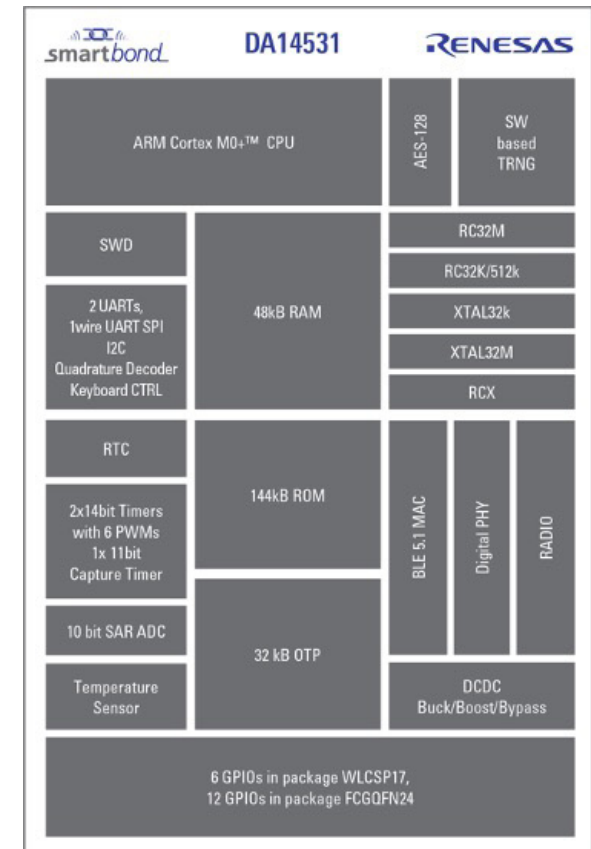 smartbond
DA14531
RENESAS
ARM Cortex M0+™ CPU
AES-128
SW
based
TRNG
SWD
2 UARTs,
1wire UART SPI
I2C
Quadrature Decoder
Keyboard CTRL
48kB RAM
RC32M
RC32K/512k
XTAL32k
XTAL32M
RCX
RTC
2x14bit Timers
with 6 PWMs
1x 11bit
Capture Timer
10 bit SAR ADC
Temperature
Sensor
144kB ROM
32 kB OTP
BLE 5.1 MAC
Digital PHY
RADIO
DCDC
Buck/Boost/Bypass
6 GPIOs in package WLCSP17,
12 GPIOs in package FCGQFN24